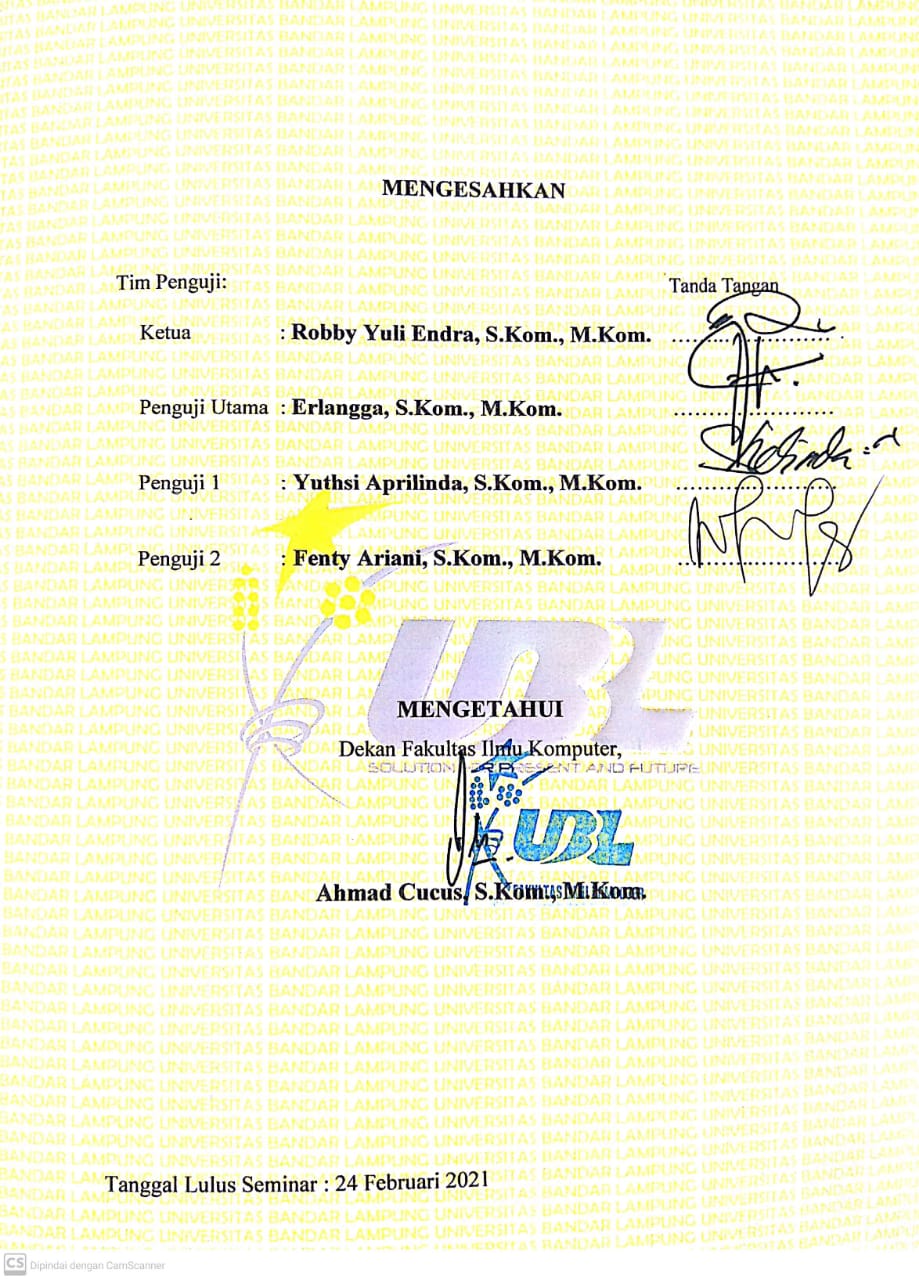 MENGESAHKAN
Tim Penguji: Tanda Tangan
Ketua : Robby Yuli Endra, S.Kom., M.Kom. ............................
Penguji Utama : Erlangga, S.Kom., M.Kom. ............................
Penguji 1 : Yuthsi Aprilinda, S.Kom., M.Kom. ............................
Penguji 2 : Fenty Ariani, S.Kom., M.Kom. ............................
UBL
MENGETAHUI
Dekan Fakultas Ilmu Komputer,
SOLUTION FOR PRESENT AND FUTURE
UBL
Ahmad Cucus, S.Kom., M.Kom.
Tanggal Lulus Seminar : 24 Februari 2021
CS Dipindai dengan CamScanner